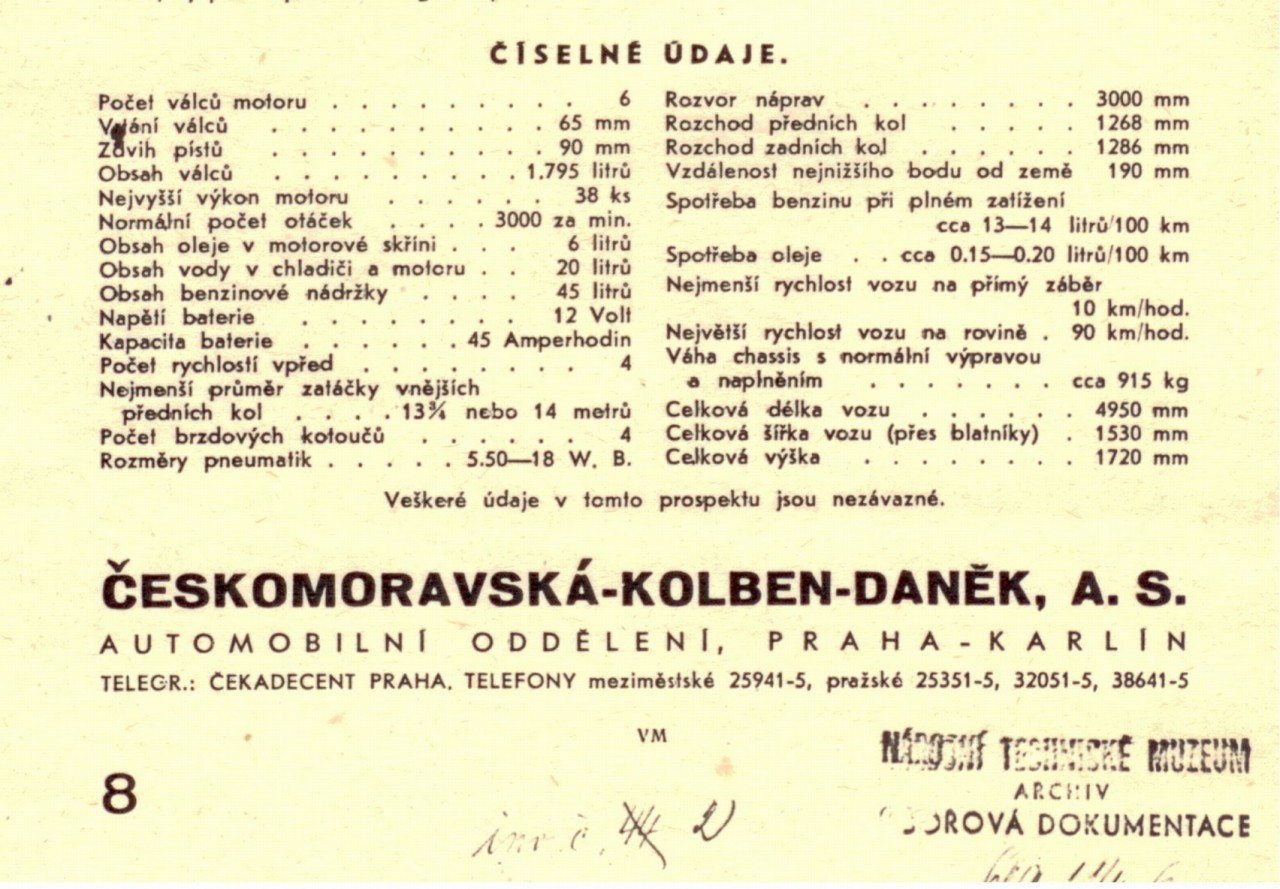 ČÍSELNÉ ÚDAJE.
Počet válců motoru . . . . . . . . . 6
Vrtání válců . . . . . . . . . . . 65 mm
Zdvih pístů . . . . . . . . . . . 90 mm
Obsah válců . . . . . . . . . . 1.795 litrů
Nejvyšší výkon motoru . . . . . . . 38 ks
Normální počet otáček . . . . 3000 za min.
Obsah oleje v motorové skříni . . . 6 litrů
Obsah vody v chladiči a motoru . . 20 litrů
Obsah benzinové nádržky . . . . 45 litrů
Napětí baterie . . . . . . . . 12 Volt
Kapacita baterie . . . . . . 45 Amperhodin
Počet rychlostí vpřed . . . . . . . . 4
Nejmenší průměr zatáčky vnějších
předních kol . . . . 13¾ nebo 14 metrů
Počet brzdových kotoučů . . . . . . 4
Rozměry pneumatik . . . . . 5.50—18 W. B.
Rozvor náprav . . . . . . . . 3000 mm
Rozchod předních kol . . . . . 1268 mm
Rozchod zadních kol . . . . . . 1286 mm
Vzdálenost nejnižšího bodu od země 190 mm
Spotřeba benzinu při plném zatížení
cca 13—14 litrů/100 km
Spotřeba oleje . . cca 0.15—0.20 litrů/100 km
Nejmenší rychlost vozu na přímý záběr
10 km/hod.
Největší rychlost vozu na rovině . 90 km/hod.
Váha chassis s normální výpravou
a naplněním . . . . . . . cca 915 kg
Celková délka vozu . . . . . . 4950 mm
Celková šířka vozu (přes blatníky) . 1530 mm
Celková výška . . . . . . . . 1720 mm
Veškeré údaje v tomto prospektu jsou nezávazné.
ČESKOMORAVSKÁ-KOLBEN-DANĚK, A. S.
AUTOMOBILNÍ ODDĚLENÍ, PRAHA-KARLÍN
TELEGR.: ČEKADECENT PRAHA. TELEFONY meziměstské 25941-5, pražské 25351-5, 32051-5, 38641-5
VM
NÁRODNÍ TECHNICKÉ MUZEUM
ARCHIV
DOKUMENTACE
8
inv. č. 2